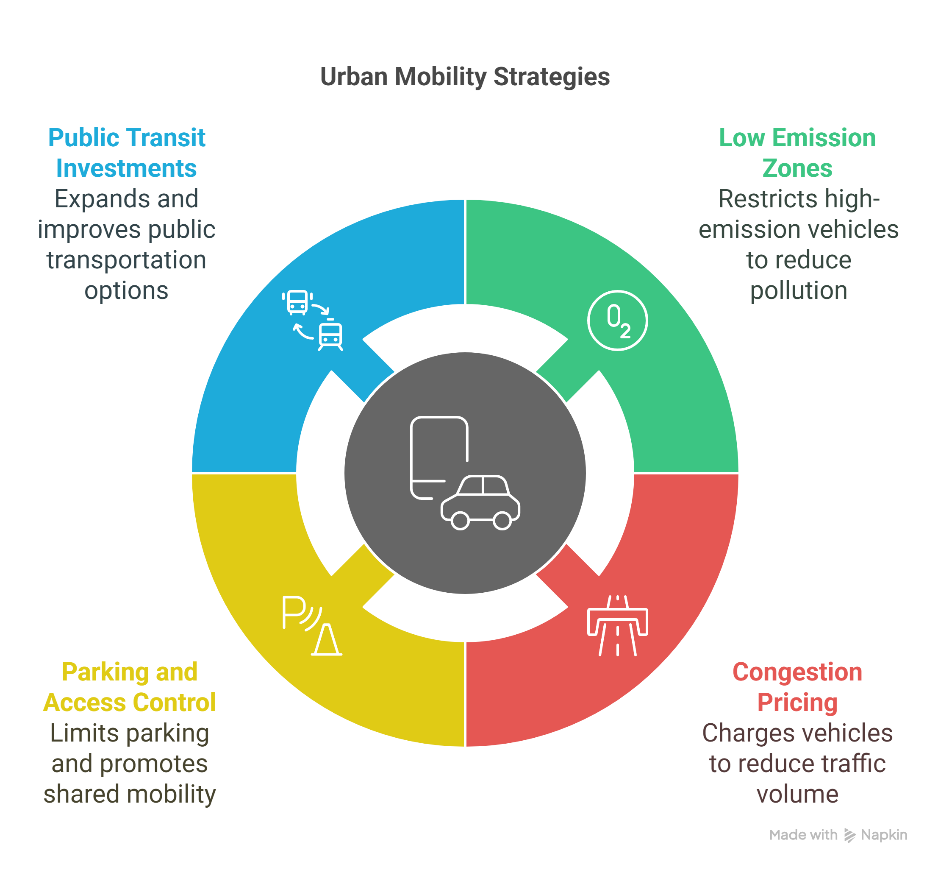 Urban Mobility Strategies
Public Transit
Investments
Expands and
improves public
transportation
options
Low Emission
Zones
Restricts high-
emission vehicles
to reduce
pollution
O2
P
Parking and
Access Control
Limits parking
and promotes
shared mobility
Congestion
Pricing
Charges vehicles
to reduce traffic
volume
Made with Napkin